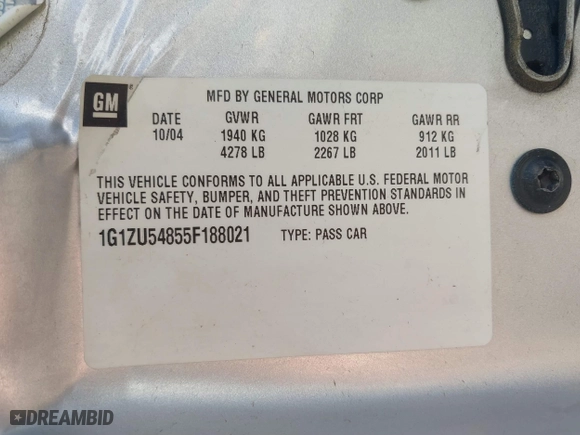 GM
MFD BY GENERAL MOTORS CORP
DATE GVWR GAWR FRT GAWR RR
10/04 1940 KG 1028 KG 912 KG
4278 LB 2267 LB 2011 LB
THIS VEHICLE CONFORMS TO ALL APPLICABLE U.S. FEDERAL MOTOR
VEHICLE SAFETY, BUMPER, AND THEFT PREVENTION STANDARDS IN
EFFECT ON THE DATE OF MANUFACTURE SHOWN ABOVE.
1G1ZU54855F188021 TYPE: PASS CAR
DREAMBID